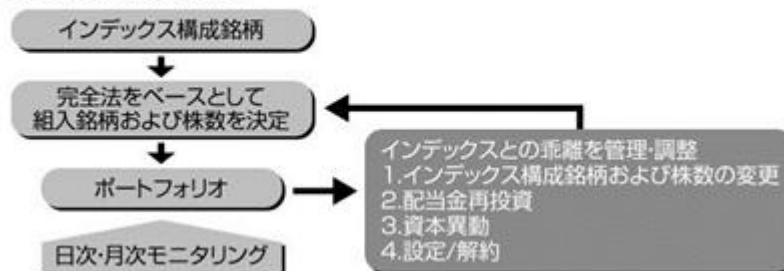 インデックス構成銘柄
完全法をベースとして
組入銘柄および株数を決定
ポートフォリオ
日次・月次モニタリング
インデックスとの乖離を管理・調整
1.インデックス構成銘柄および株数の変更
2.配当金再投資
3.資本異動
4.設定/解約